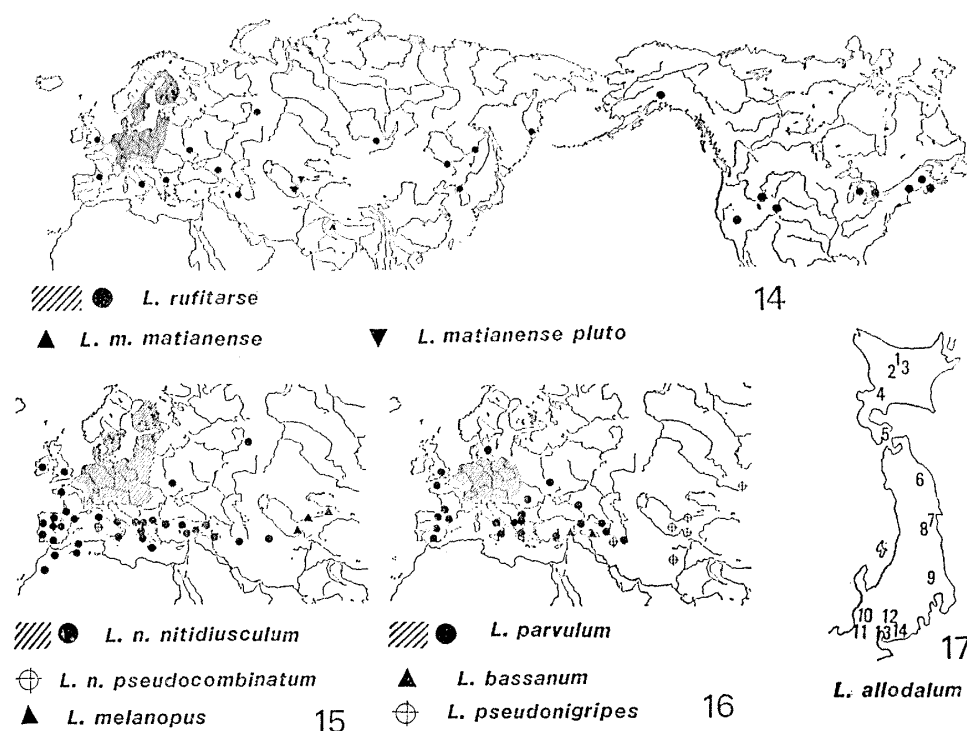 L. rufitarse
14
L. m. matianense
L. matianense pluto
L. n. nitidiusculum
L. n. pseudocombinatum
L. melanopus
15
L. parvulum
L. bassanum
L. pseudonigripes
16
1
2 3
4
5
6
7
8
9
10 12
11 13 14
17
L. allodalum